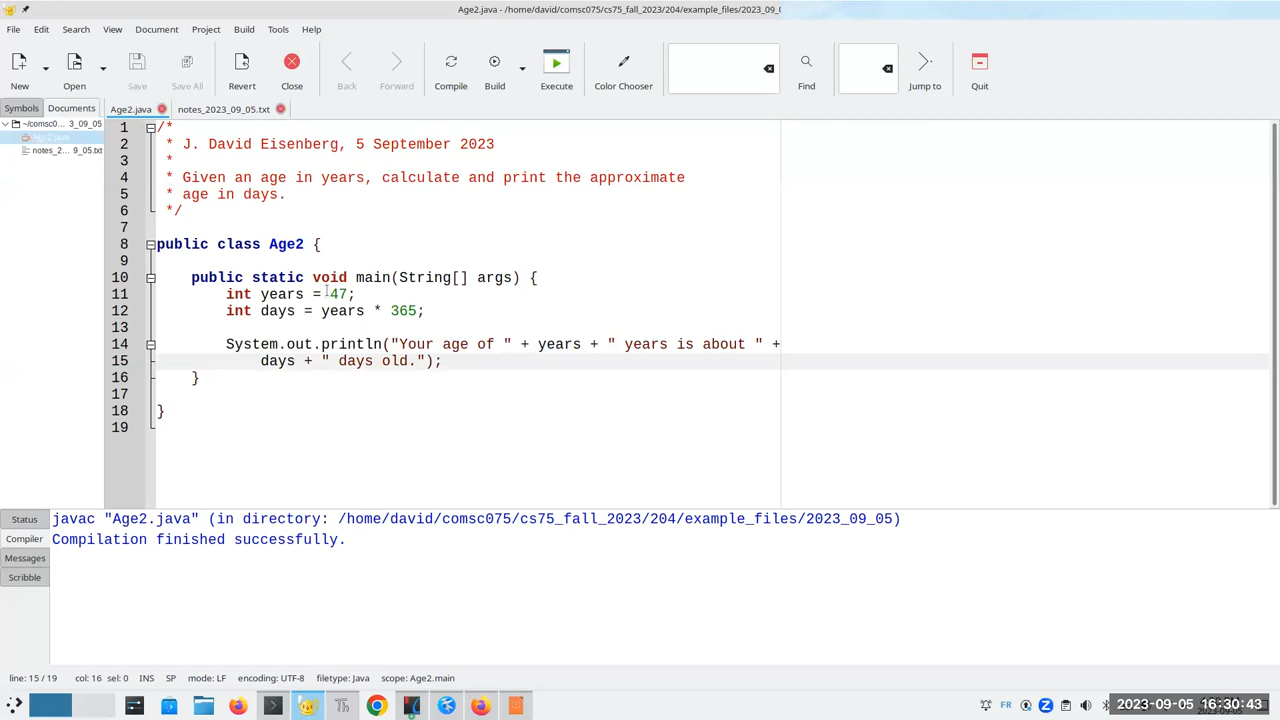 Age2.java - /home/david/comsc075/cs75_fall_2023/204/example_files/2023_09_0
File Edit Search View Document Project Build Tools Help
New Open Save Save All Revert Close Back Forward Compile Build Execute Color Chooser Find Jump to Quit
Symbols Documents Age2.java notes_2023_09_05.txt
~/comsc0... 3_09_05
Age2.java
notes_2... 9_05.txt
1 /*
2 * J. David Eisenberg, 5 September 2023
3 *
4 * Given an age in years, calculate and print the approximate
5 * age in days.
6 */
7
8 public class Age2 {
9
10 public static void main(String[] args) {
11 int years = 47;
12 int days = years * 365;
13
14 System.out.println("Your age of " + years + " years is about " +
15 days + " days old.");
16 }
17
18 }
19
Status
Compiler
Messages
Scribble
javac "Age2.java" (in directory: /home/david/comsc075/cs75_fall_2023/204/example_files/2023_09_05)
Compilation finished successfully.
line: 15 / 19 col: 16 sel: 0 INS SP mode: LF encoding: UTF-8 filetype: Java scope: Age2.main
FR
2023-09-05 16:30:43